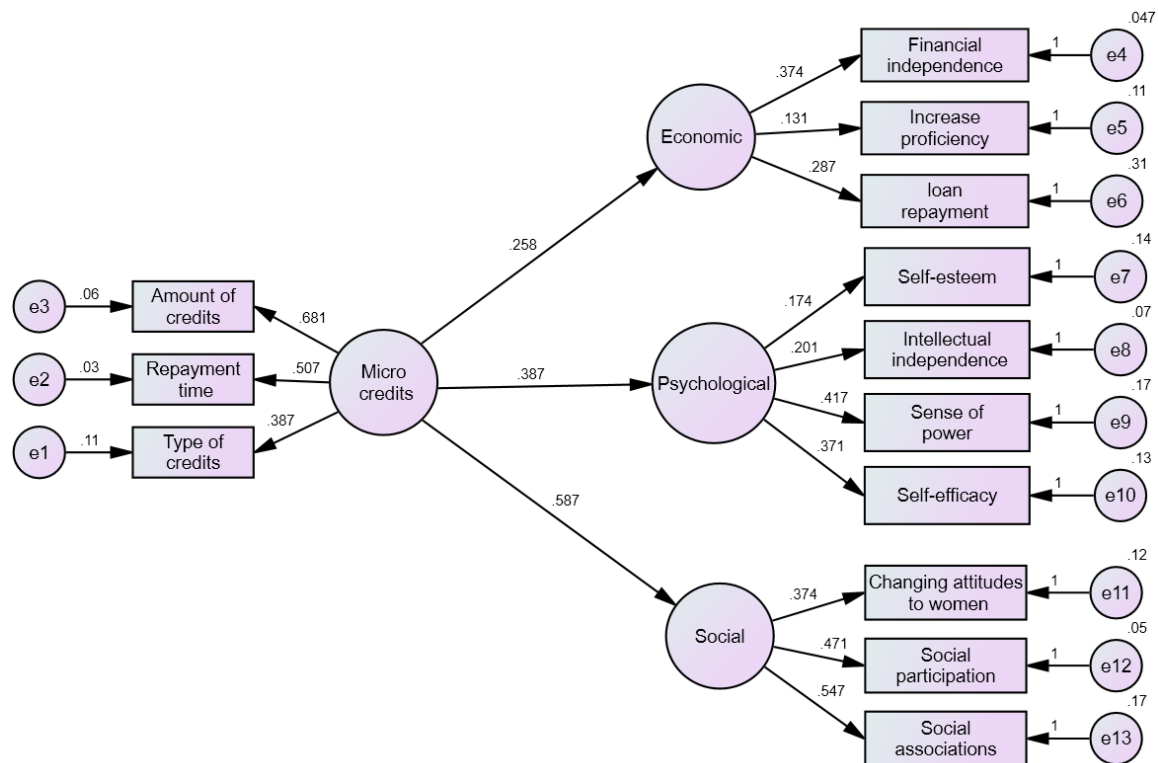 .047
Financial
independence
1
e4
.374
.11
Increase
proficiency
1
e5
.131
Economic
.31
loan
repayment
1
e6
.287
.258
.14
Self-esteem
1
e7
.174
.07
Intellectual
independence
1
e8
.201
Psychological
.17
Sense of
power
1
e9
.417
.371
.13
Self-efficacy
1
e10
.387
e3
.06
Amount of
credits
.681
e2
.03
Repayment
time
.507
Micro
credits
e1
.11
Type of
credits
.387
.587
.12
Changing attitudes
to women
1
e11
.374
Social
.05
Social
participation
1
e12
.471
.547
.17
Social
associations
1
e13